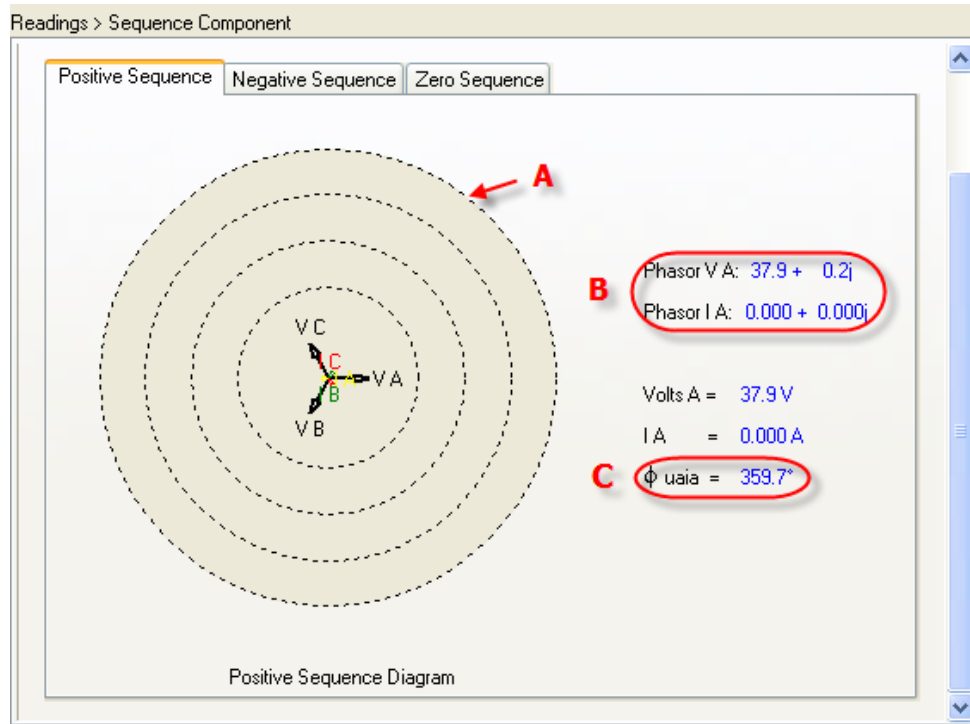 Readings > Sequence Component
Positive Sequence Negative Sequence Zero Sequence
A
B
Phasor V A: 37.9 + 0.2j
Phasor I A: 0.000 + 0.000j
V C
C
V A
B
V B
Volts A = 37.9 V
I A = 0.000 A
C
ϕ uaia = 359.7°
Positive Sequence Diagram